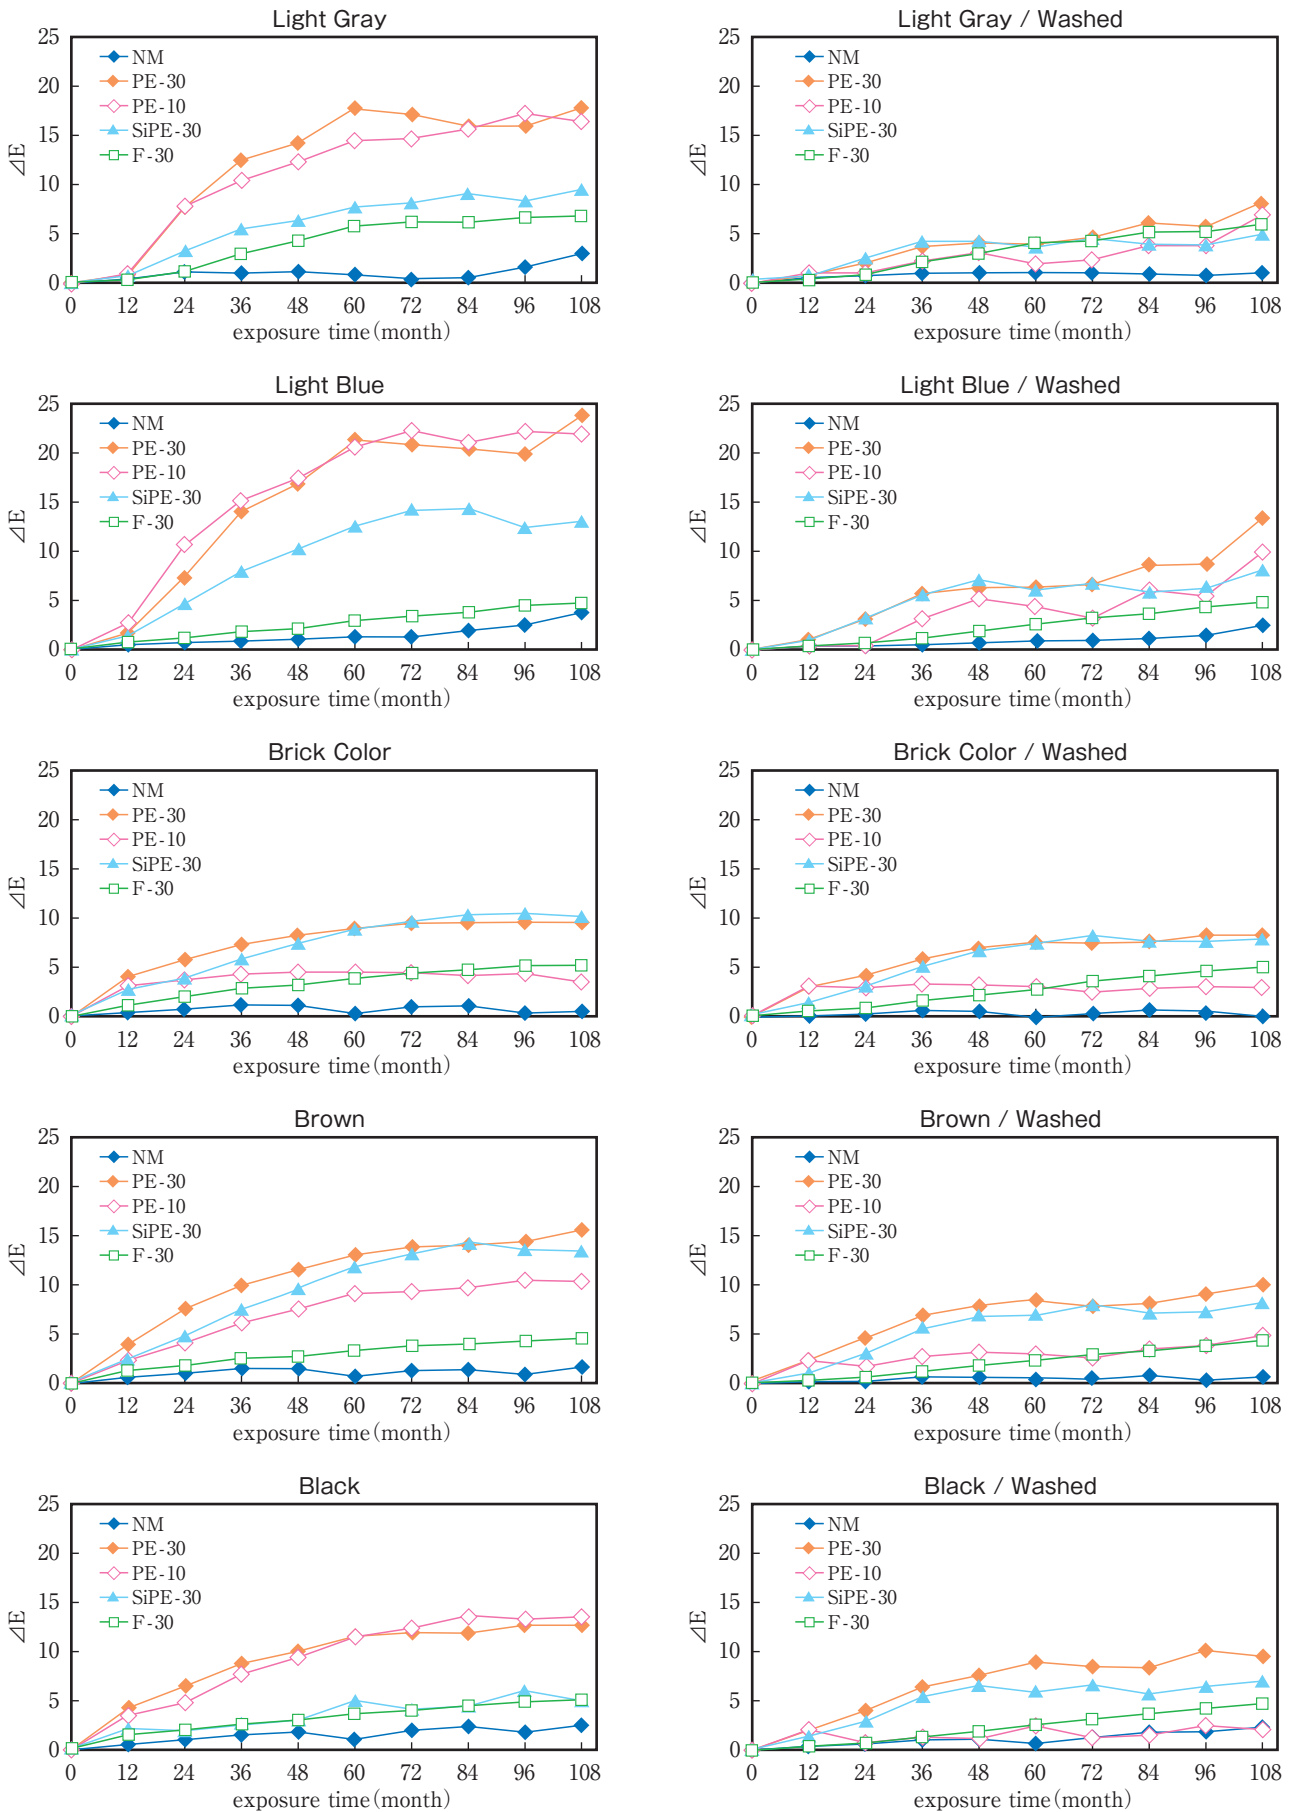 Light Gray
25
20
15
10
5
0
⊿E
NM
PE-30
PE-10
SiPE-30
F-30
0 12 24 36 48 60 72 84 96 108
exposure time(month)
Light Gray / Washed
25
20
15
10
5
0
⊿E
NM
PE-30
PE-10
SiPE-30
F-30
0 12 24 36 48 60 72 84 96 108
exposure time(month)
Light Blue
25
20
15
10
5
0
⊿E
NM
PE-30
PE-10
SiPE-30
F-30
0 12 24 36 48 60 72 84 96 108
exposure time(month)
Light Blue / Washed
25
20
15
10
5
0
⊿E
NM
PE-30
PE-10
SiPE-30
F-30
0 12 24 36 48 60 72 84 96 108
exposure time(month)
Brick Color
25
20
15
10
5
0
⊿E
NM
PE-30
PE-10
SiPE-30
F-30
0 12 24 36 48 60 72 84 96 108
exposure time(month)
Brick Color / Washed
25
20
15
10
5
0
⊿E
NM
PE-30
PE-10
SiPE-30
F-30
0 12 24 36 48 60 72 84 96 108
exposure time(month)
Brown
25
20
15
10
5
0
⊿E
NM
PE-30
PE-10
SiPE-30
F-30
0 12 24 36 48 60 72 84 96 108
exposure time(month)
Brown / Washed
25
20
15
10
5
0
⊿E
NM
PE-30
PE-10
SiPE-30
F-30
0 12 24 36 48 60 72 84 96 108
exposure time(month)
Black
25
20
15
10
5
0
⊿E
NM
PE-30
PE-10
SiPE-30
F-30
0 12 24 36 48 60 72 84 96 108
exposure time(month)
Black / Washed
25
20
15
10
5
0
⊿E
NM
PE-30
PE-10
SiPE-30
F-30
0 12 24 36 48 60 72 84 96 108
exposure time(month)